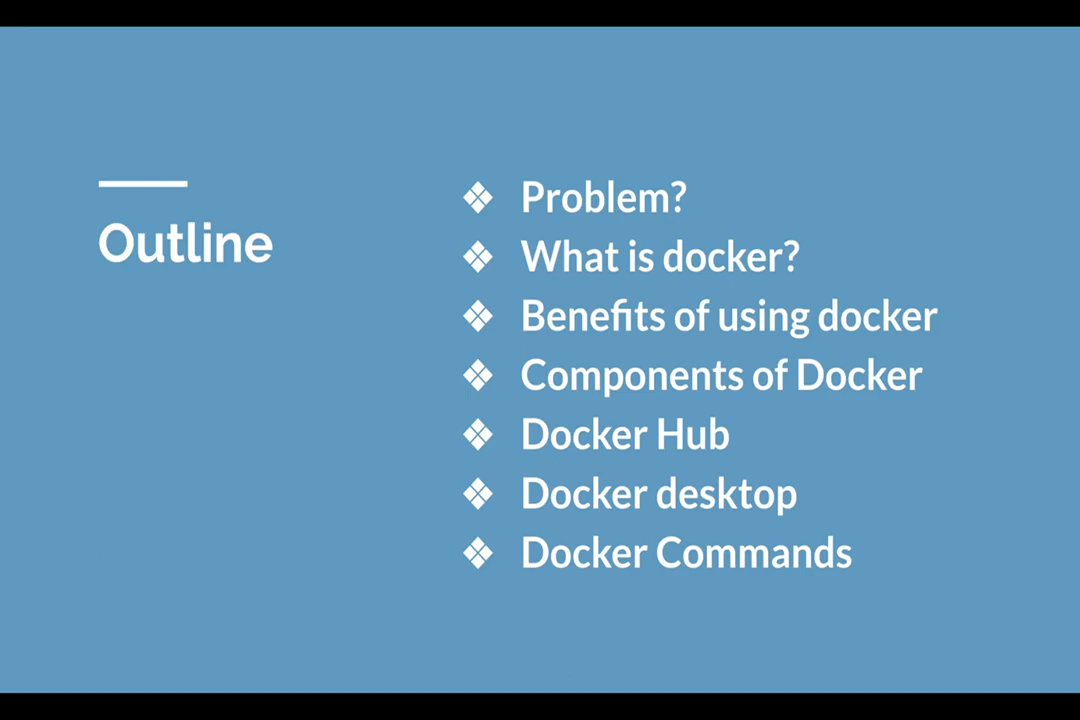 Outline
❖ Problem?
❖ What is docker?
❖ Benefits of using docker
❖ Components of Docker
❖ Docker Hub
❖ Docker desktop
❖ Docker Commands